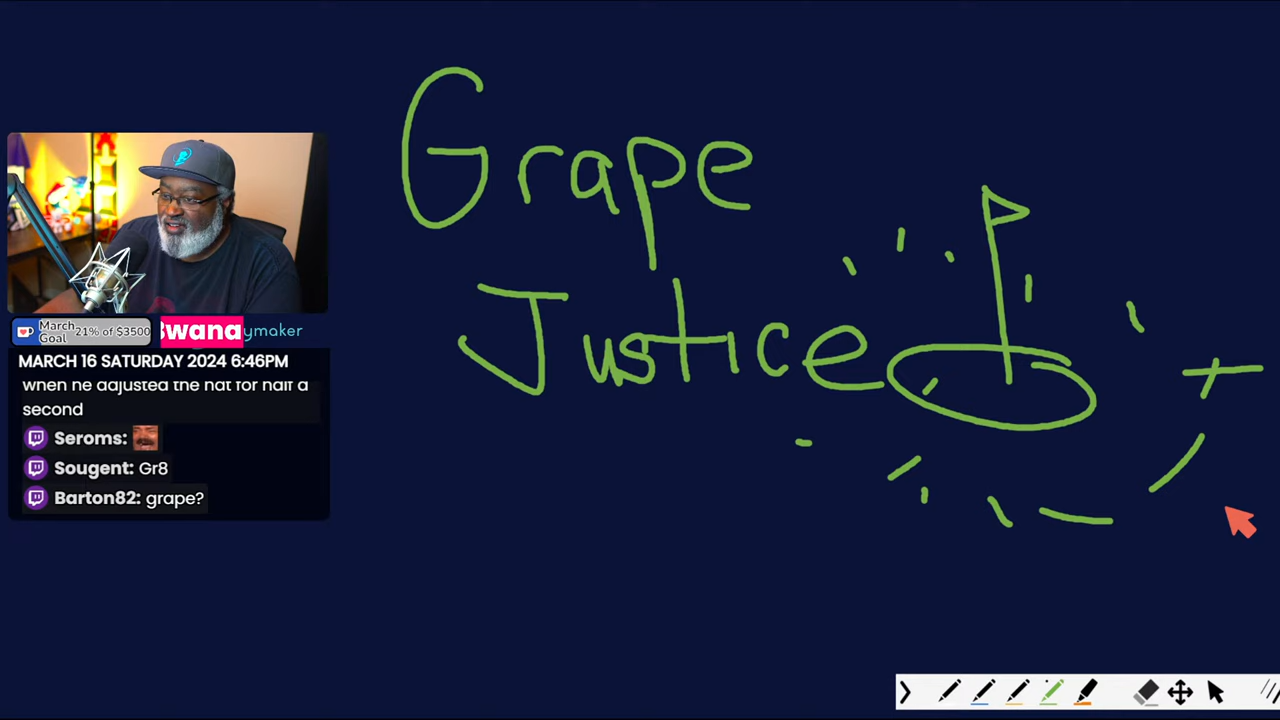 Grape
Justice
March
Goal
21% of $3500
Bwana
ymaker
MARCH 16 SATURDAY 2024 6:46PM
when he adjusted the hat for half a
second
Seroms:
Sougent: Gr8
Barton82: grape?